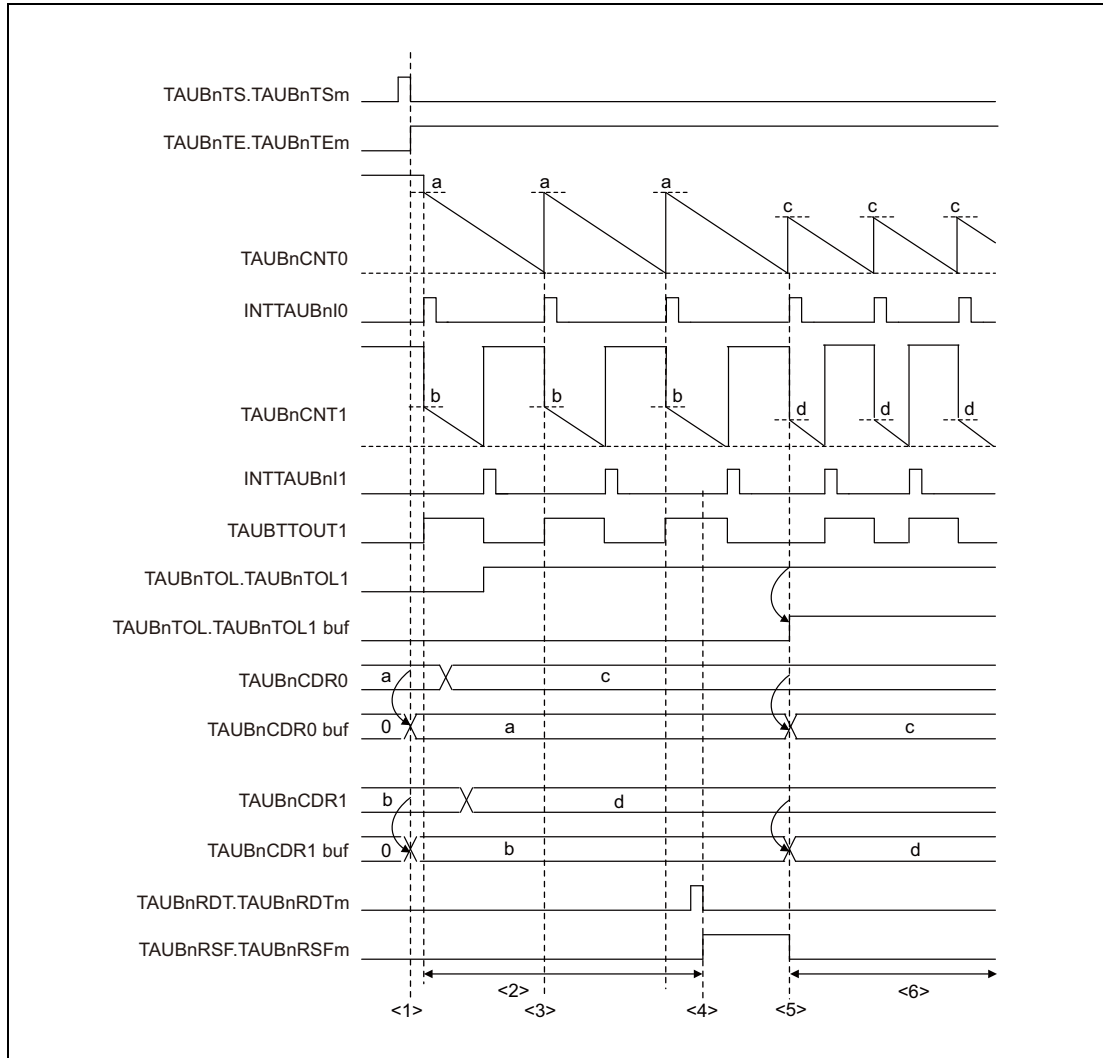 TAUBnTS.TAUBnTSm
TAUBnTE.TAUBnTEm
a a a
c c c
TAUBnCNT0
INTTAUBnI0
b b b
d d d
TAUBnCNT1
INTTAUBnI1
TAUBTTOUT1
TAUBnTOL.TAUBnTOL1
TAUBnTOL.TAUBnTOL1 buf
TAUBnCDR0 a c
TAUBnCDR0 buf 0 a c
TAUBnCDR1 b d
TAUBnCDR1 buf 0 b d
TAUBnRDT.TAUBnRDTm
TAUBnRSF.TAUBnRSFm
<2> <6>
<1> <3> <4> <5>